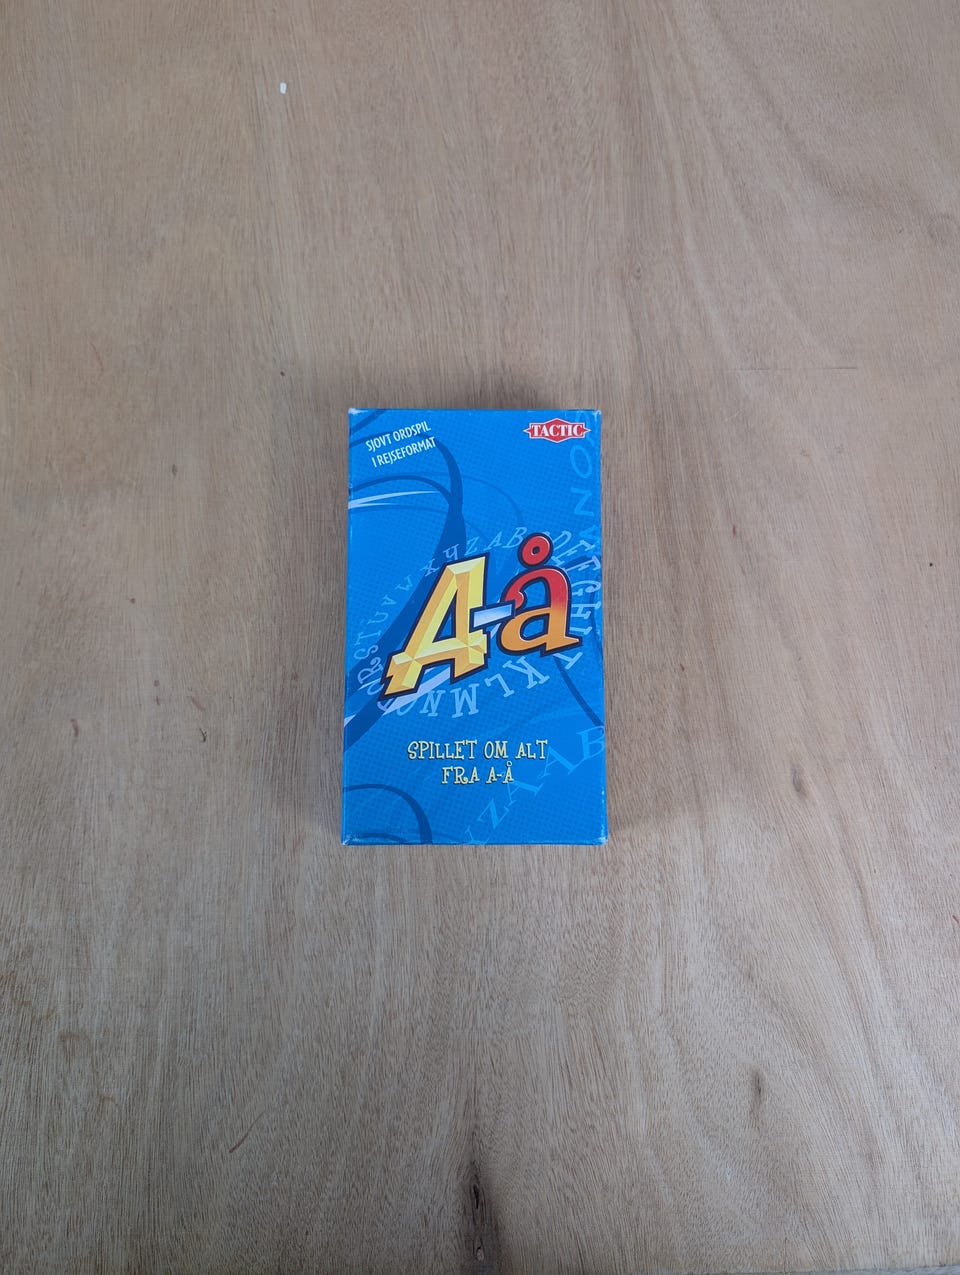 SJOVT ORDSPIL
I REJSEFORMAT
TACTIC
A-å
SPILLET OM ALT
FRA A-Å